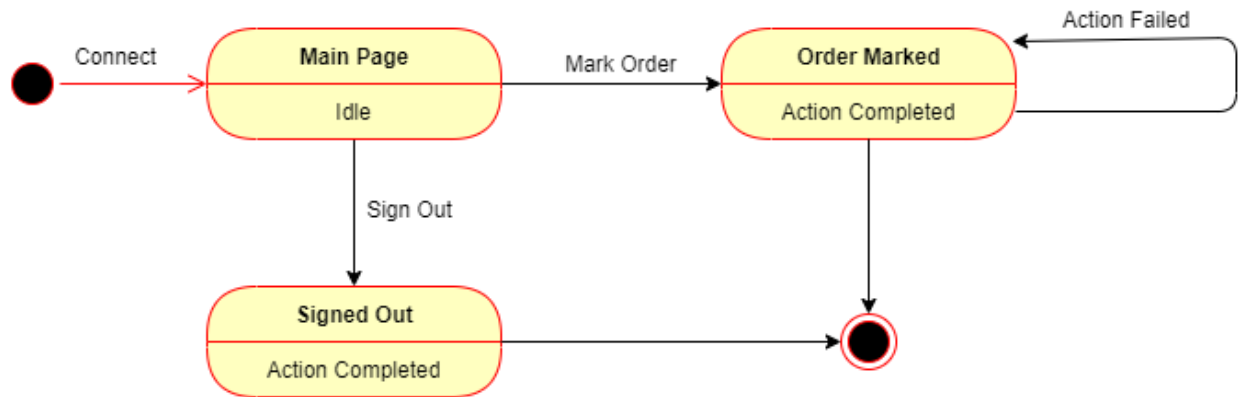 Action Failed
Connect
Main Page
Mark Order
Order Marked
Idle
Action Completed
Sign Out
Signed Out
Action Completed